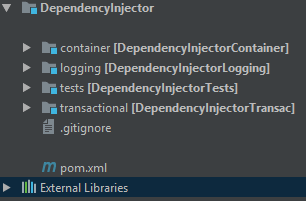 DependencyInjector
container [DependencyInjectorContainer]
logging [DependencyInjectorLogging]
tests [DependencyInjectorTests]
transactional [DependencyInjectorTransac]
.gitignore
pom.xml
External Libraries